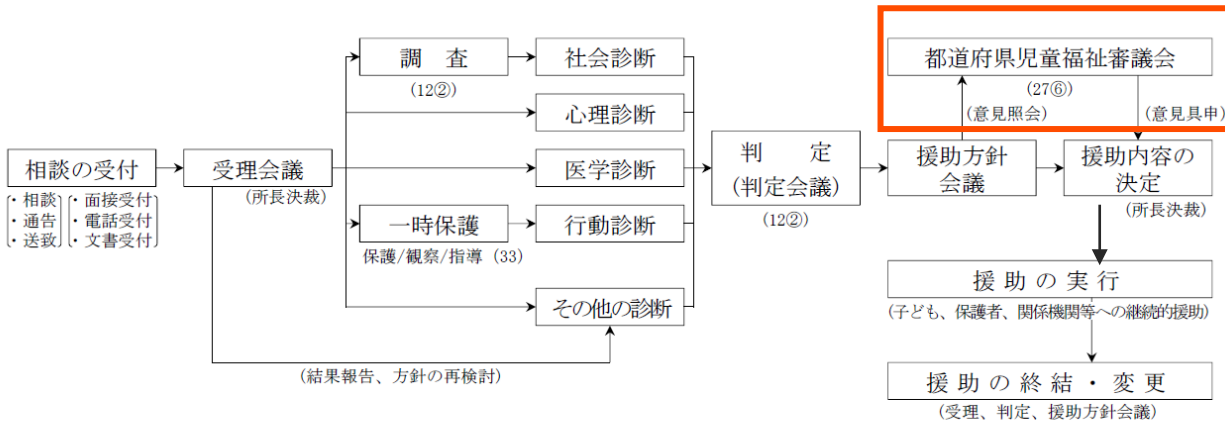 都道府県児童福祉審議会
(27⑥)
(意見照会)
(意見具申)
調 査
(12②)
社会診断
心理診断
相談の受付
・相談
・通告
・送致
・面接受付
・電話受付
・文書受付
受理会議
(所長決裁)
医学診断
一時保護
保護/観察/指導 (33)
行動診断
その他の診断
(結果報告、方針の再検討)
判 定
(判定会議)
(12②)
援助方針
会議
援助内容の
決定
(所長決裁)
援 助 の 実 行
(子ども、保護者、関係機関等への継続的援助)
援 助 の 終 結 ・ 変 更
(受理、判定、援助方針会議)